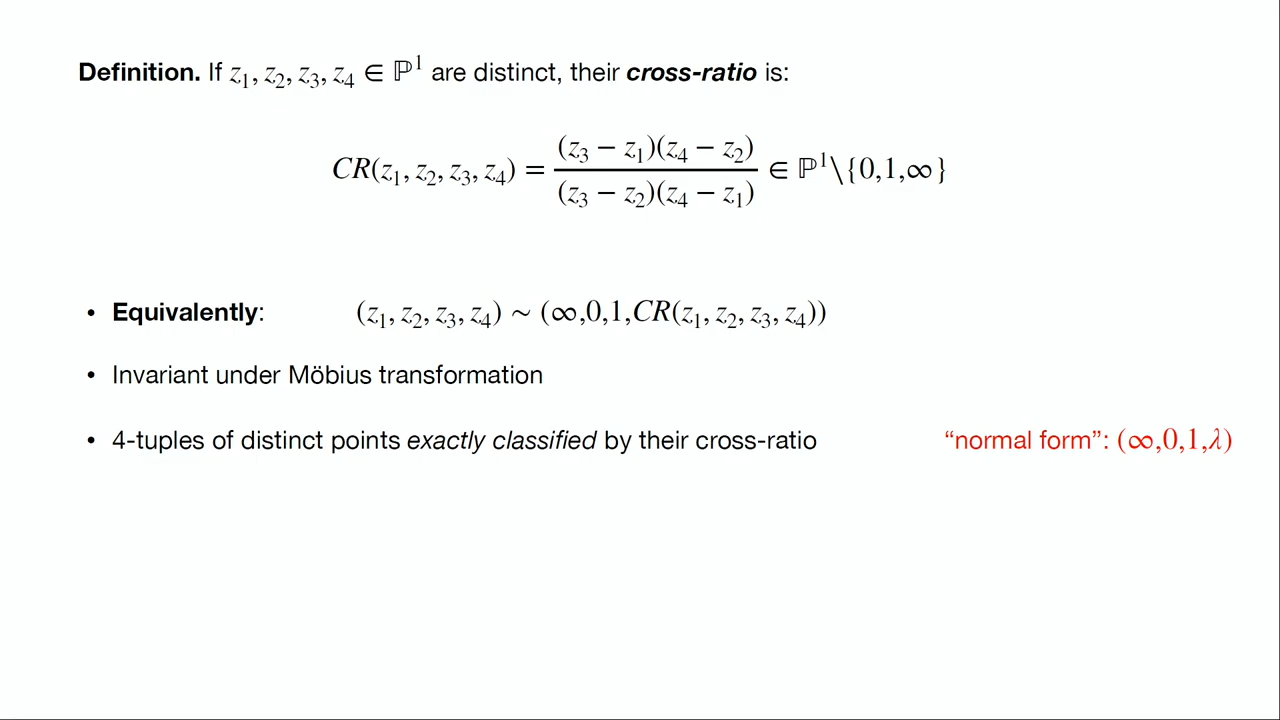 Definition. If z₁, z₂, z₃, z₄ ∈ ℙ¹ are distinct, their cross-ratio is:
CR(z₁, z₂, z₃, z₄) = (z₃ − z₁)(z₄ − z₂) / (z₃ − z₂)(z₄ − z₁) ∈ ℙ¹\{0,1,∞}
• Equivalently: (z₁, z₂, z₃, z₄) ∼ (∞,0,1,CR(z₁, z₂, z₃, z₄))
• Invariant under Möbius transformation
• 4-tuples of distinct points exactly classified by their cross-ratio “normal form”: (∞,0,1,λ)